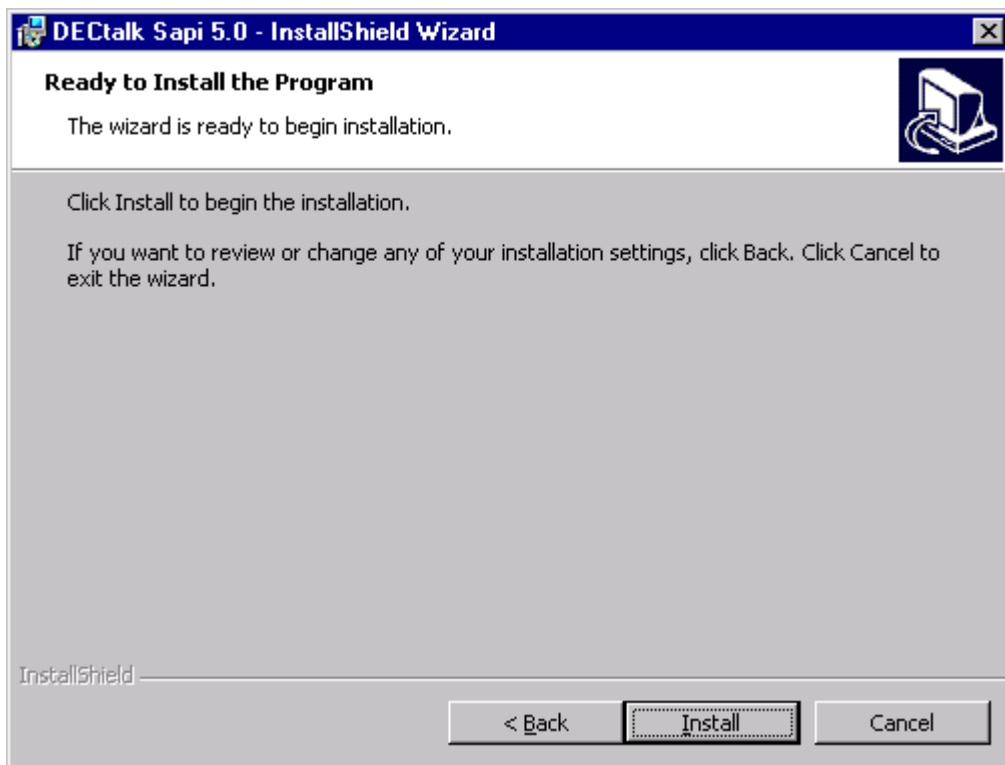 DECtalk Sapi 5.0 - InstallShield Wizard
Ready to Install the Program
The wizard is ready to begin installation.
Click Install to begin the installation.
If you want to review or change any of your installation settings, click Back. Click Cancel to
exit the wizard.
InstallShield
< Back Install Cancel